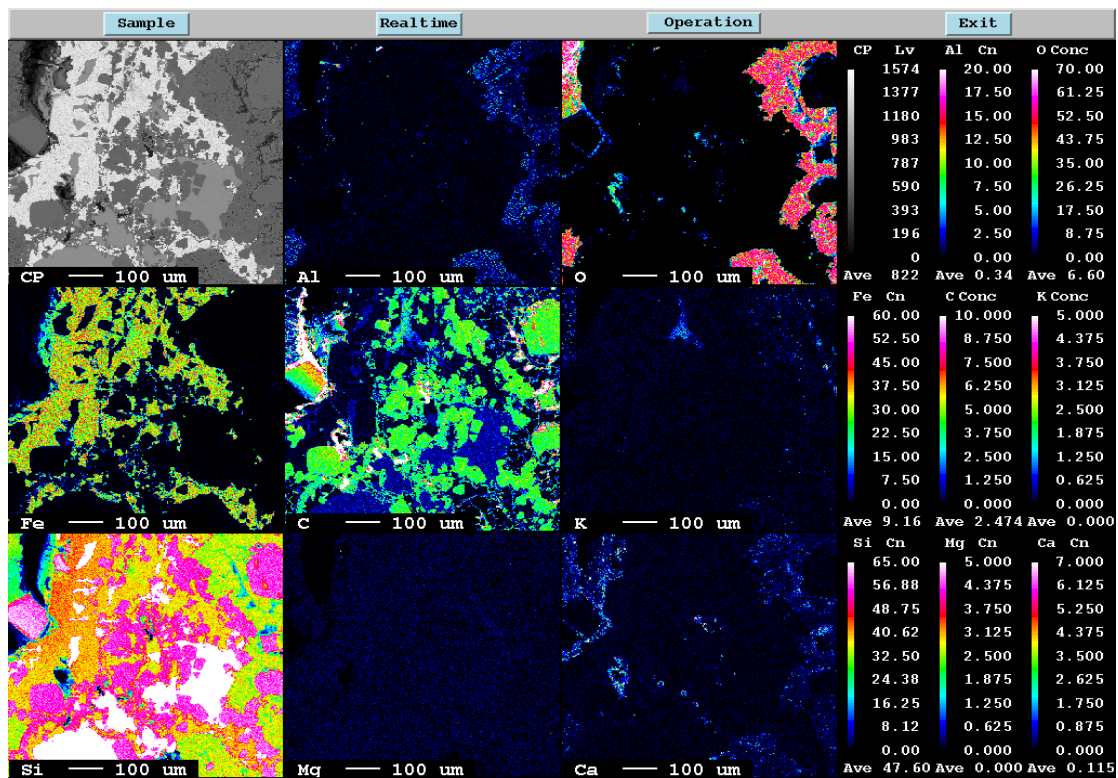 Sample Realtime Operation Exit
CP Lv Al Cn O Conc
1574 20.00 70.00
1377 17.50 61.25
1180 15.00 52.50
983 12.50 43.75
787 10.00 35.00
590 7.50 26.25
393 5.00 17.50
196 2.50 8.75
0 0.00 0.00
CP 100 um Al 100 um O 100 um Ave 822 Ave 0.34 Ave 6.60
Fe Cn C Conc K Conc
60.00 10.000 5.000
52.50 8.750 4.375
45.00 7.500 3.750
37.50 6.250 3.125
30.00 5.000 2.500
22.50 3.750 1.875
15.00 2.500 1.250
7.50 1.250 0.625
0.00 0.000 0.000
Fe 100 um C 100 um K 100 um Ave 9.16 Ave 2.474 Ave 0.000
Si Cn Mg Cn Ca Cn
65.00 5.000 7.000
56.88 4.375 6.125
48.75 3.750 5.250
40.62 3.125 4.375
32.50 2.500 3.500
24.38 1.875 2.625
16.25 1.250 1.750
8.12 0.625 0.875
0.00 0.000 0.000
Si 100 um Mg 100 um Ca 100 um Ave 47.60 Ave 0.000 Ave 0.115